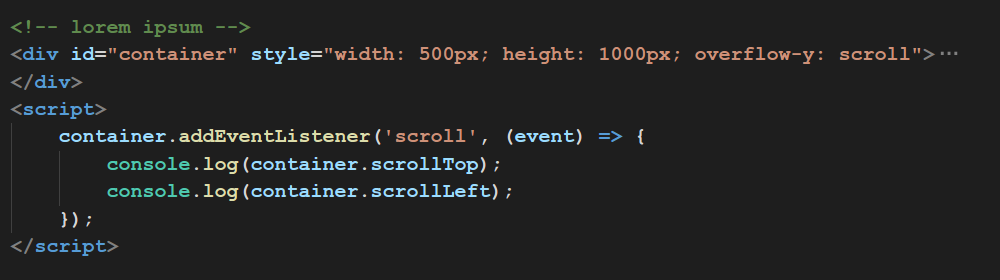 <!-- lorem ipsum -->
<div id="container" style="width: 500px; height: 1000px; overflow-y: scroll">···
</div>
<script>
    container.addEventListener('scroll', (event) => {
        console.log(container.scrollTop);
        console.log(container.scrollLeft);
    });
</script>